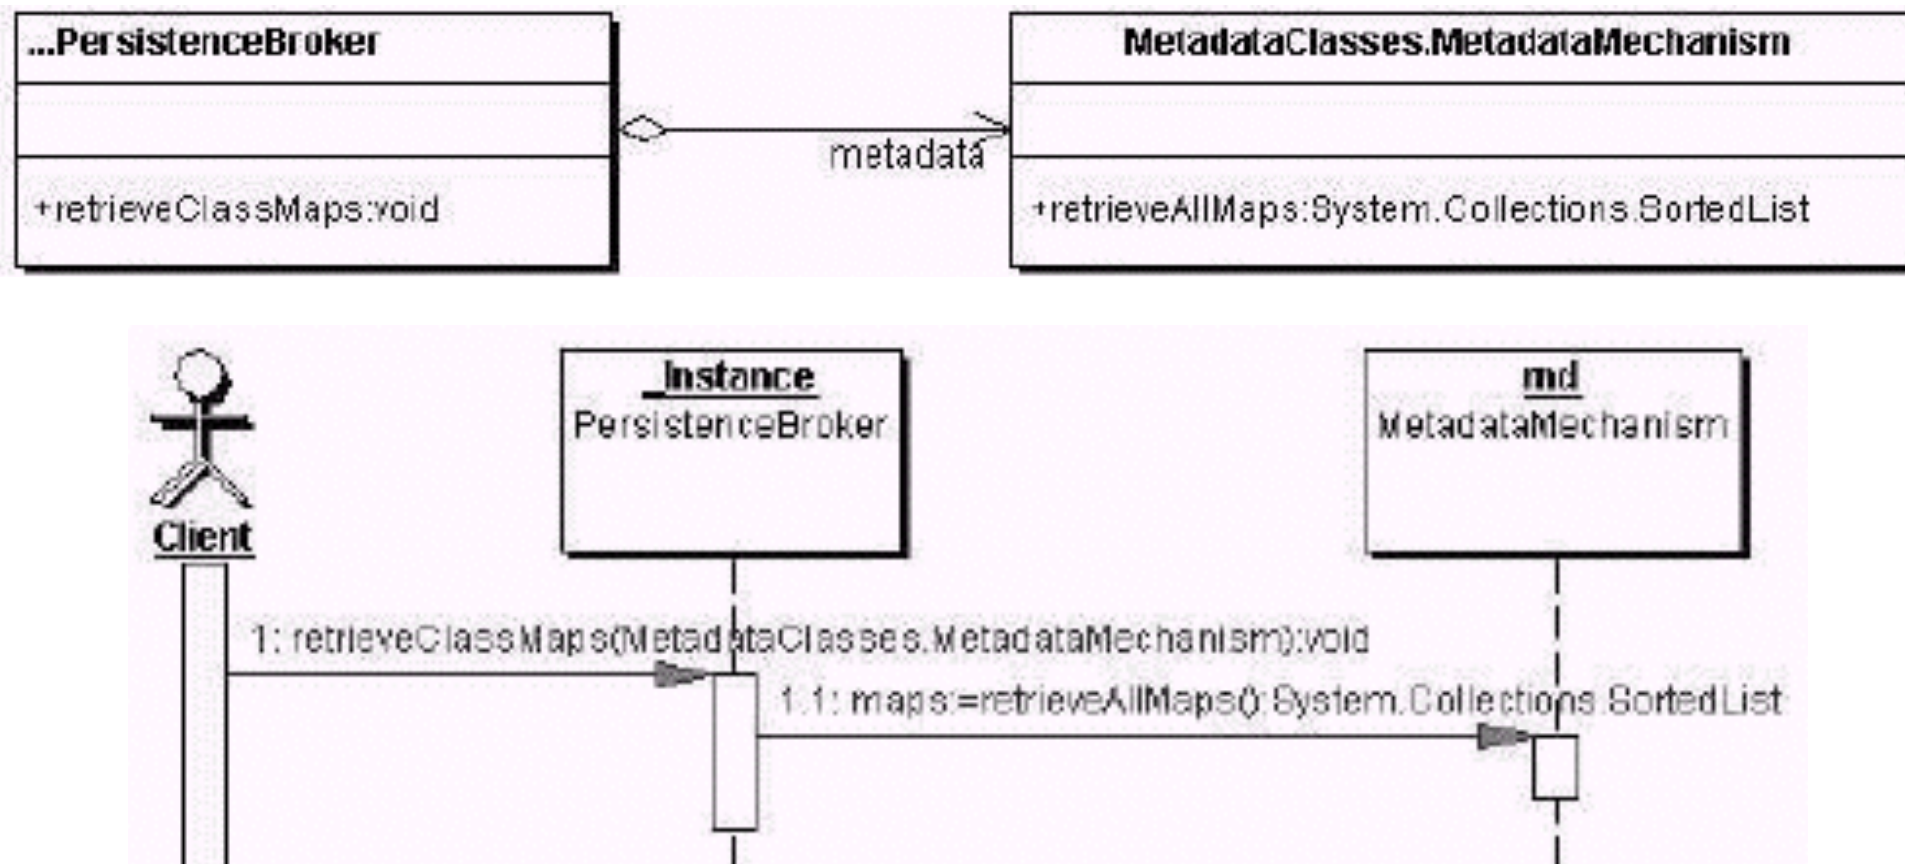 ...PersistenceBroker
+retrieveClassMaps:void
metadata
MetadataClasses.MetadataMechanism
+retrieveAllMaps:System.Collections.SortedList
Client
_Instance
PersistenceBroker
md
MetadataMechanism
1: retrieveClassMaps(MetadataClasses.MetadataMechanism):void
1.1: maps:=retrieveAllMaps():System.Collections.SortedList